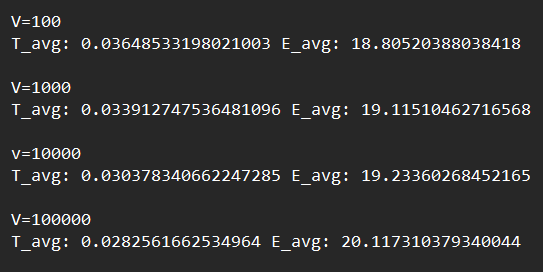 V=100
T_avg: 0.03648533198021003 E_avg: 18.80520388038418
V=1000
T_avg: 0.033912747536481096 E_avg: 19.11510462716568
v=10000
T_avg: 0.030378340662247285 E_avg: 19.23360268452165
V=100000
T_avg: 0.0282561662534964 E_avg: 20.117310379340044